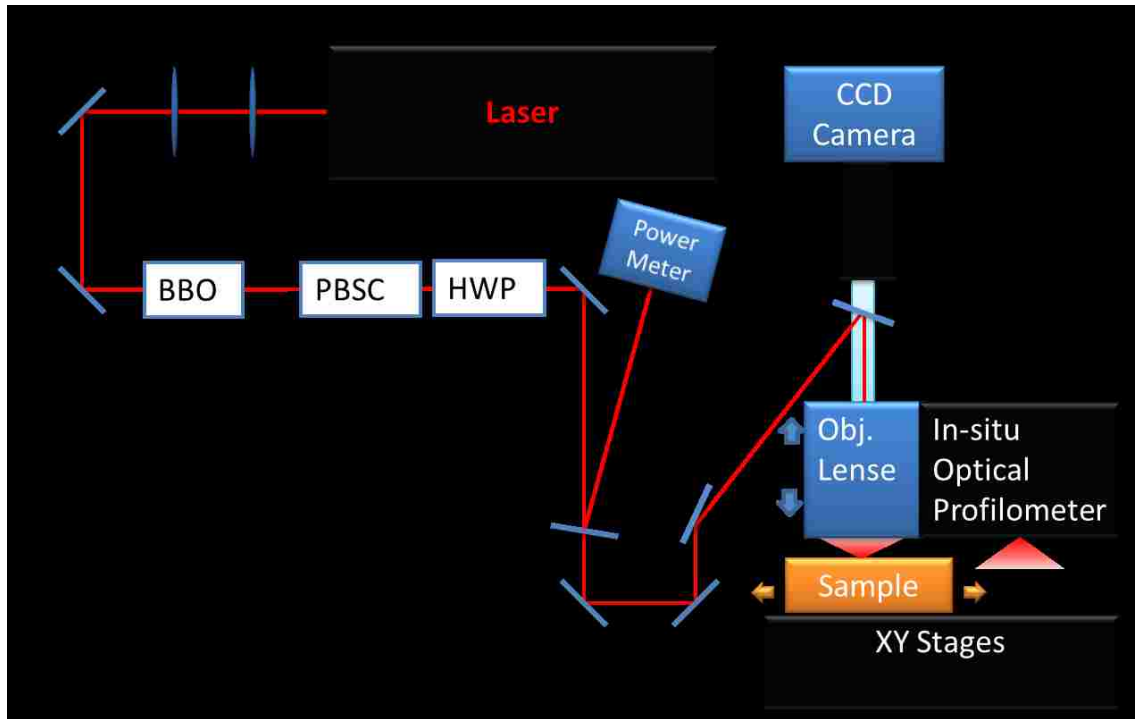 Laser
CCD
Camera
Power
Meter
BBO
PBSC
HWP
Obj.
Lense
In-situ
Optical
Profilometer
Sample
XY Stages